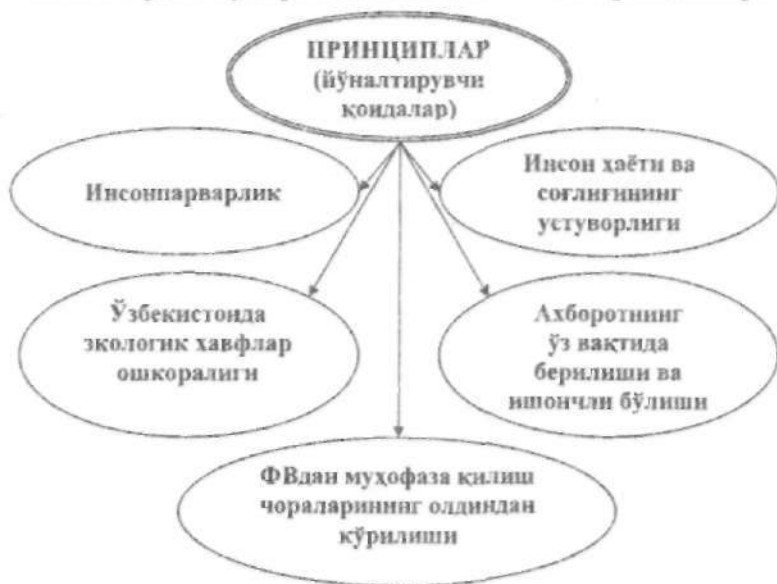 ПРИНЦИПЛАР
(йўналтирувчи
қоидалар)
Инсонпарварлик
Инсон ҳаёти ва
соғлиғининг
устуворлиги
Ўзбекистонда
экологик хавфлар
ошкоралиги
Ахборотнинг
ўз вақтида
берилиши ва
ишончли бўлиши
ФВдан муҳофаза қилиш
чораларининг олдиндан
кўрилиши